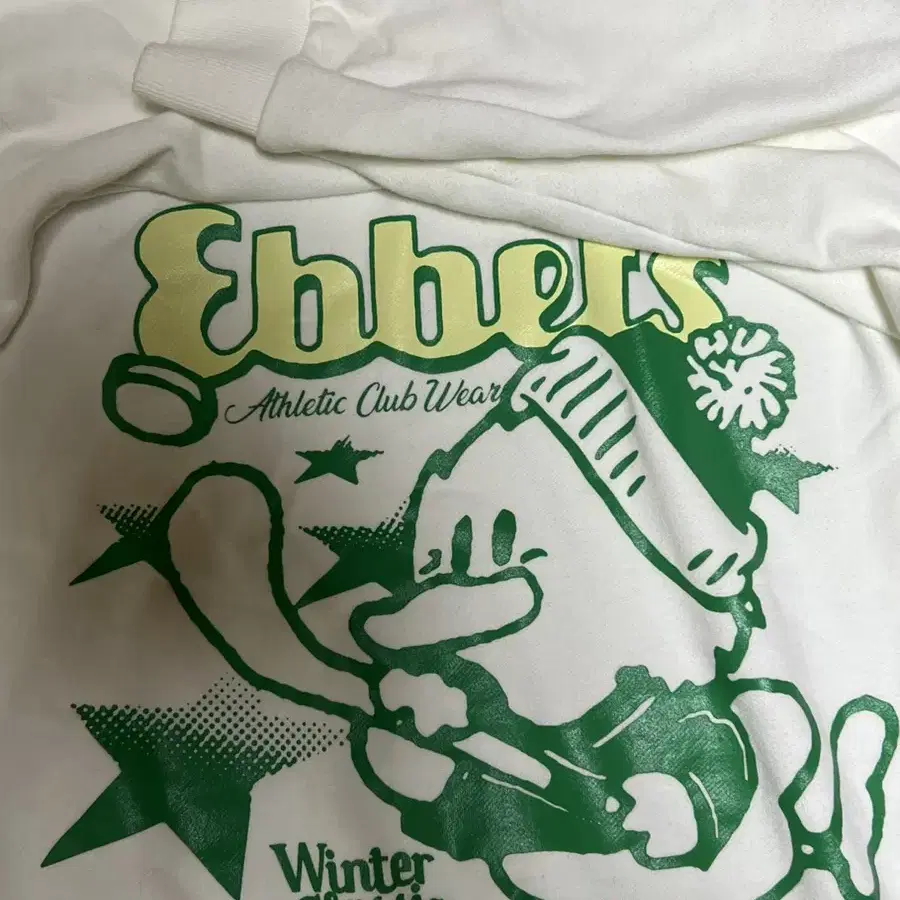 Ebbets
Athletic Club Wear
Winter